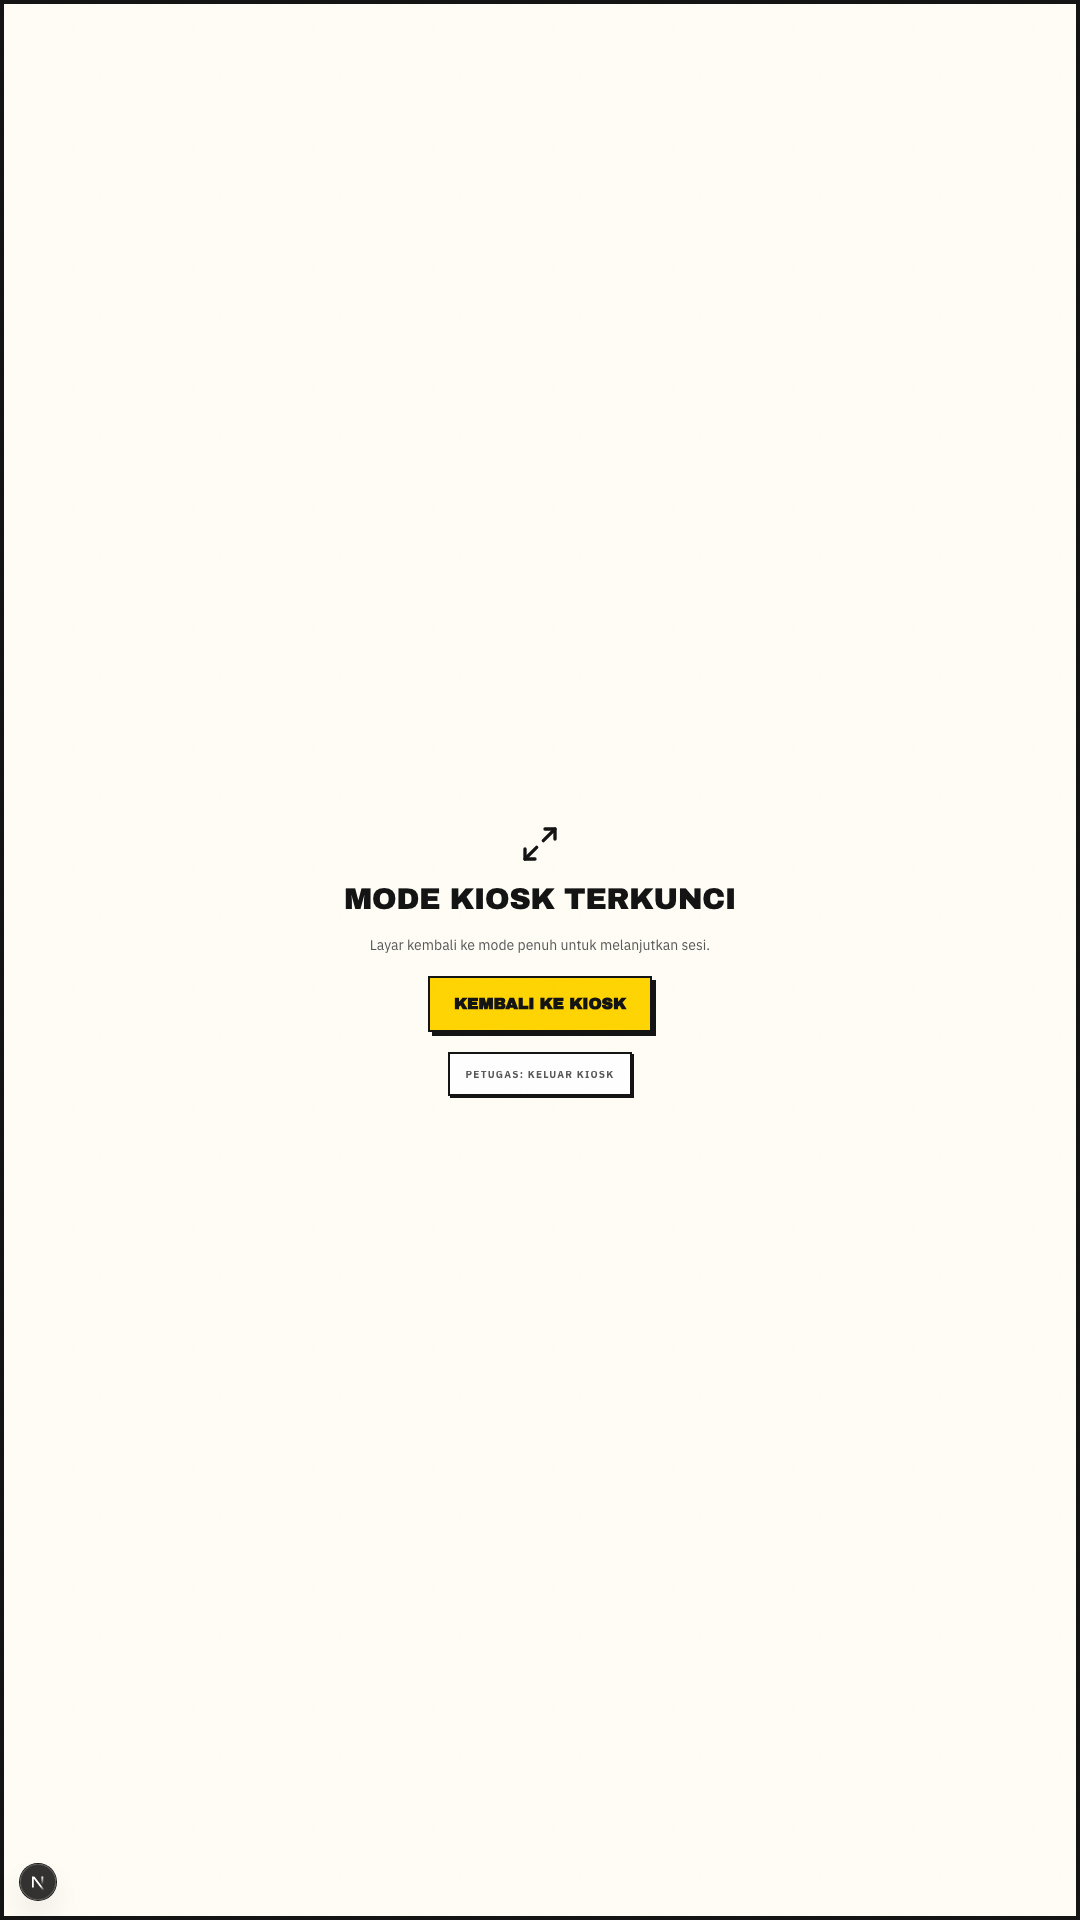 MODE KIOSK TERKUNCI
Layar kembali ke mode penuh untuk melanjutkan sesi.
KEMBALI KE KIOSK
PETUGAS: KELUAR KIOSK
N